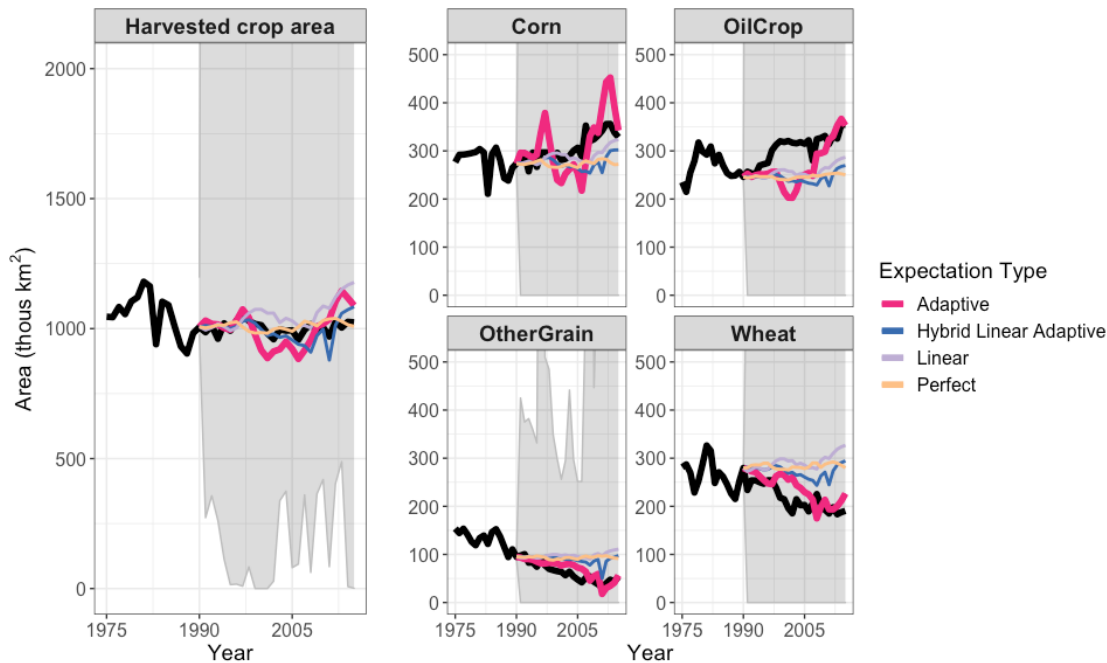 Harvested crop area
Corn
OilCrop
2000
1500
1000
500
0
Area (thous km²)
1975
1990
2005
Year
500
400
300
200
100
0
500
400
300
200
100
0
OtherGrain
Wheat
500
400
300
200
100
0
500
400
300
200
100
0
1975
1990
2005
1975
1990
2005
Year
Expectation Type
Adaptive
Hybrid Linear Adaptive
Linear
Perfect